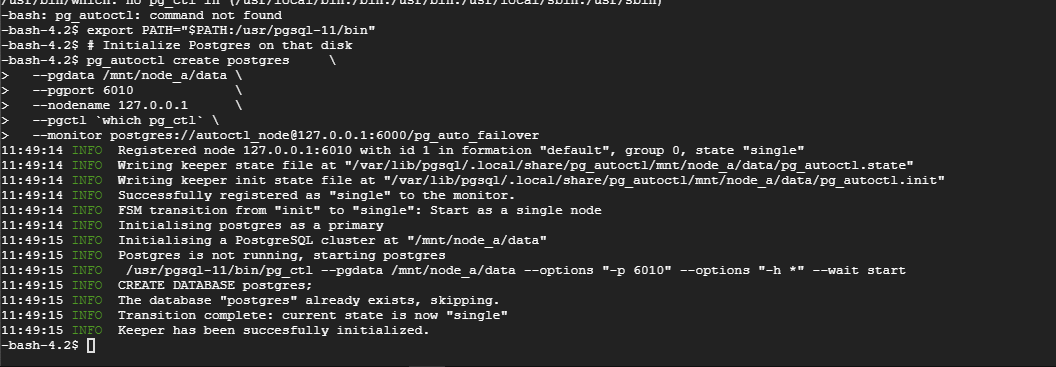 /usr/bin/which: no pg_ctl in (/usr/local/bin:/bin:/usr/bin:/usr/local/sbin:/usr/sbin)
-bash: pg_autoctl: command not found
-bash-4.2$ export PATH="$PATH:/usr/pgsql-11/bin"
-bash-4.2$ # Initialize Postgres on that disk
-bash-4.2$ pg_autoctl create postgres     \
>   --pgdata /mnt/node_a/data \
>   --pgport 6010             \
>   --nodename 127.0.0.1      \
>   --pgctl `which pg_ctl` \
>   --monitor postgres://autoctl_node@127.0.0.1:6000/pg_auto_failover
11:49:14 INFO  Registered node 127.0.0.1:6010 with id 1 in formation "default", group 0, state "single"
11:49:14 INFO  Writing keeper state file at "/var/lib/pgsql/.local/share/pg_autoctl/mnt/node_a/data/pg_autoctl.state"
11:49:14 INFO  Writing keeper init state file at "/var/lib/pgsql/.local/share/pg_autoctl/mnt/node_a/data/pg_autoctl.init"
11:49:14 INFO  Successfully registered as "single" to the monitor.
11:49:14 INFO  FSM transition from "init" to "single": Start as a single node
11:49:14 INFO  Initialising postgres as a primary
11:49:15 INFO  Initialising a PostgreSQL cluster at "/mnt/node_a/data"
11:49:15 INFO  Postgres is not running, starting postgres
11:49:15 INFO   /usr/pgsql-11/bin/pg_ctl --pgdata /mnt/node_a/data --options "-p 6010" --options "-h *" --wait start
11:49:15 INFO  CREATE DATABASE postgres;
11:49:15 INFO  The database "postgres" already exists, skipping.
11:49:15 INFO  Transition complete: current state is now "single"
11:49:15 INFO  Keeper has been succesfully initialized.
-bash-4.2$